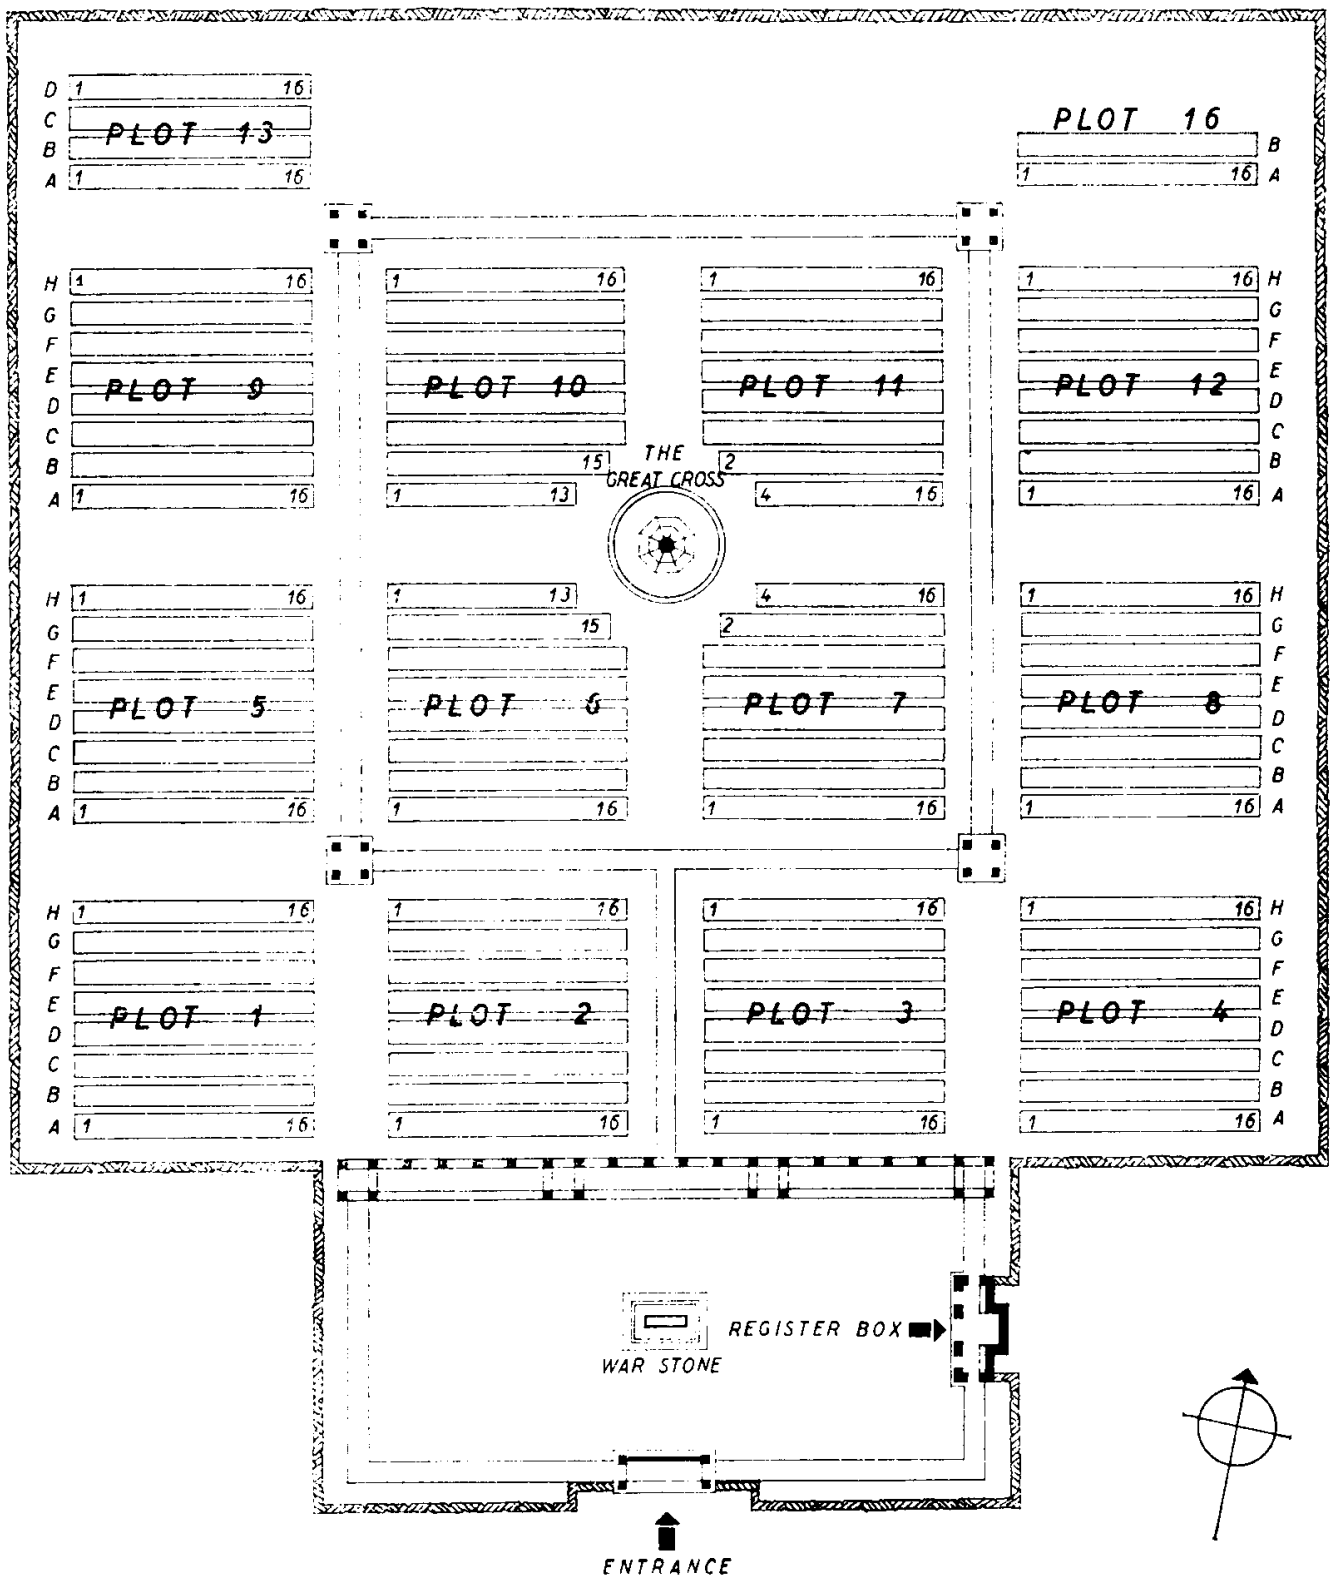 D 1 16
C
PLOT 13 PLOT 16
B B
A 1 16 1 16 A
H 1 16 1 16 1 16 1 16 H
G G
F F
E E
PLOT 9 PLOT 10 PLOT 11 PLOT 12
D D
C C
THE
B 15 2 B
GREAT CROSS
A 1 16 1 13 4 16 1 16 A
H 1 16 1 13 4 16 1 16 H
G 15 2 G
F F
E E
PLOT 5 PLOT 6 PLOT 7 PLOT 8
D D
C C
B B
A 1 16 1 16 1 16 1 16 A
H 1 16 1 16 1 16 1 16 H
G G
F F
E E
PLOT 1 PLOT 2 PLOT 3 PLOT 4
D D
C C
B B
A 1 16 1 16 1 16 1 16 A
REGISTER BOX
WAR STONE
ENTRANCE